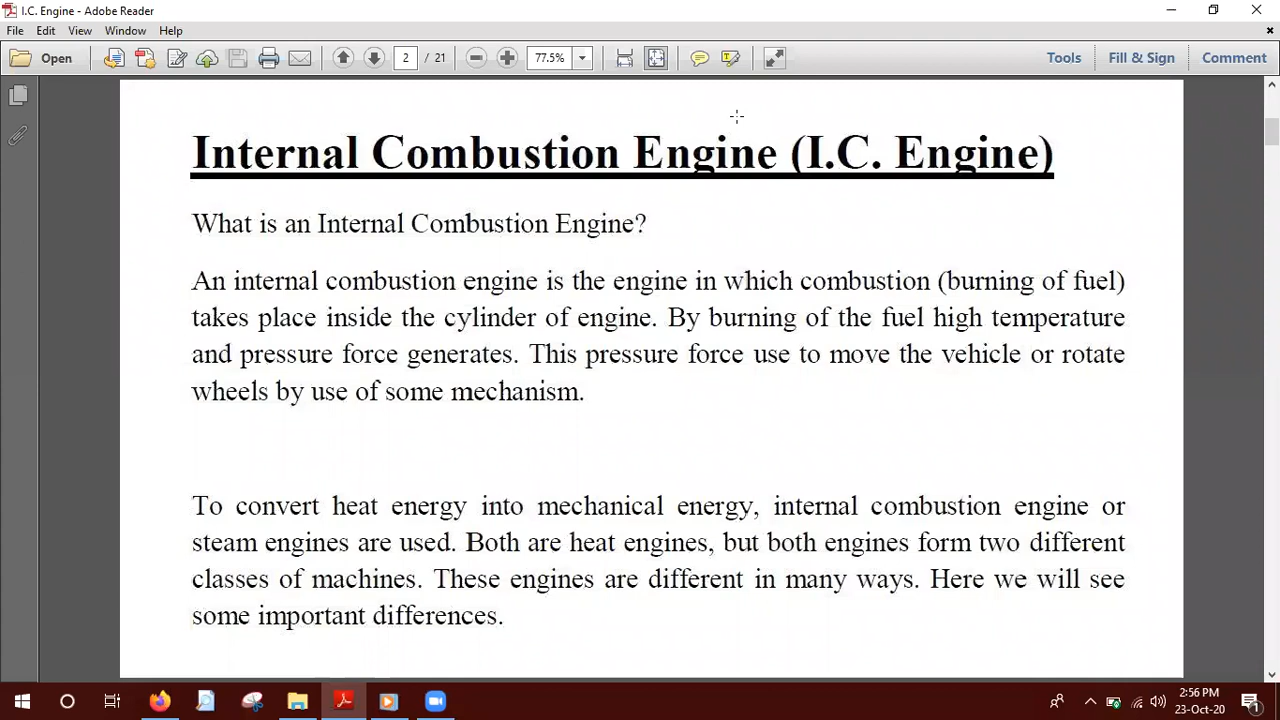 I.C. Engine - Adobe Reader
File Edit View Window Help
Open 2 / 21 77.5% Tools Fill & Sign Comment
Internal Combustion Engine (I.C. Engine)
What is an Internal Combustion Engine?
An internal combustion engine is the engine in which combustion (burning of fuel)
takes place inside the cylinder of engine. By burning of the fuel high temperature
and pressure force generates. This pressure force use to move the vehicle or rotate
wheels by use of some mechanism.
To convert heat energy into mechanical energy, internal combustion engine or
steam engines are used. Both are heat engines, but both engines form two different
classes of machines. These engines are different in many ways. Here we will see
some important differences.
2:56 PM
23-Oct-20
1